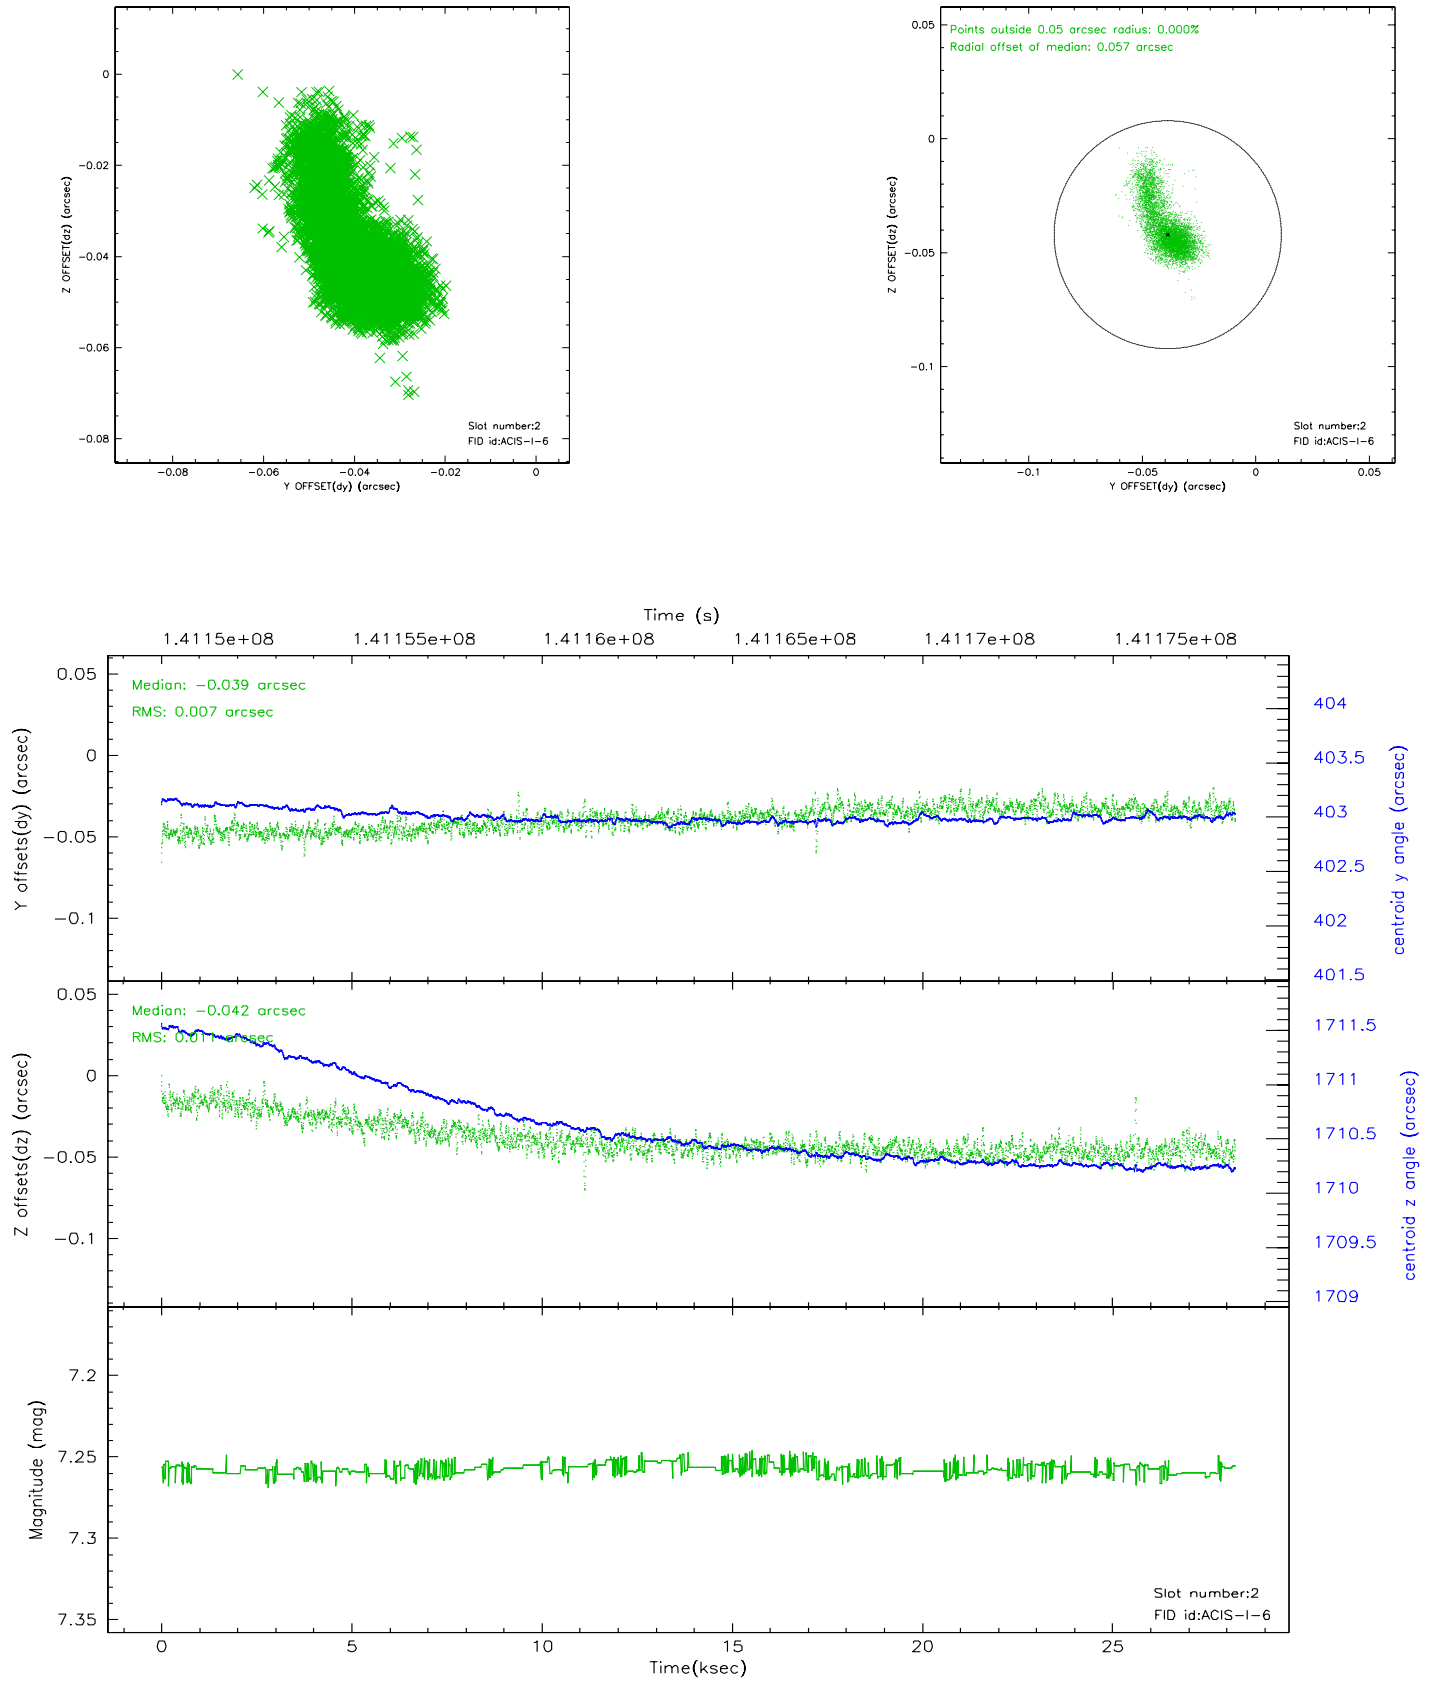 0
-0.02
-0.04
-0.06
-0.08
Z OFFSET(dz) (arcsec)
Slot number:2
FID id:ACIS-I-6
-0.08 -0.06 -0.04 -0.02 0
Y OFFSET(dy) (arcsec)
Points outside 0.05 arcsec radius: 0.000%
Radial offset of median: 0.057 arcsec
0.05
0
-0.05
-0.1
Z OFFSET(dz) (arcsec)
Slot number:2
FID id:ACIS-I-6
-0.1 -0.05 0 0.05
Y OFFSET(dy) (arcsec)
Time (s)
1.4115e+08 1.41155e+08 1.4116e+08 1.41165e+08 1.4117e+08 1.41175e+08
Median: -0.039 arcsec
RMS: 0.007 arcsec
0.05
0
-0.05
-0.1
Y offsets(dy) (arcsec)
404
403.5
403
402.5
402
401.5
centroid y angle (arcsec)
Median: -0.042 arcsec
RMS: 0.011 arcsec
0.05
0
-0.05
-0.1
Z offsets(dz) (arcsec)
1711.5
1711
1710.5
1710
1709.5
1709
centroid z angle (arcsec)
7.2
7.25
7.3
7.35
Magnitude (mag)
Slot number:2
FID id:ACIS-I-6
0 5 10 15 20 25
Time(ksec)